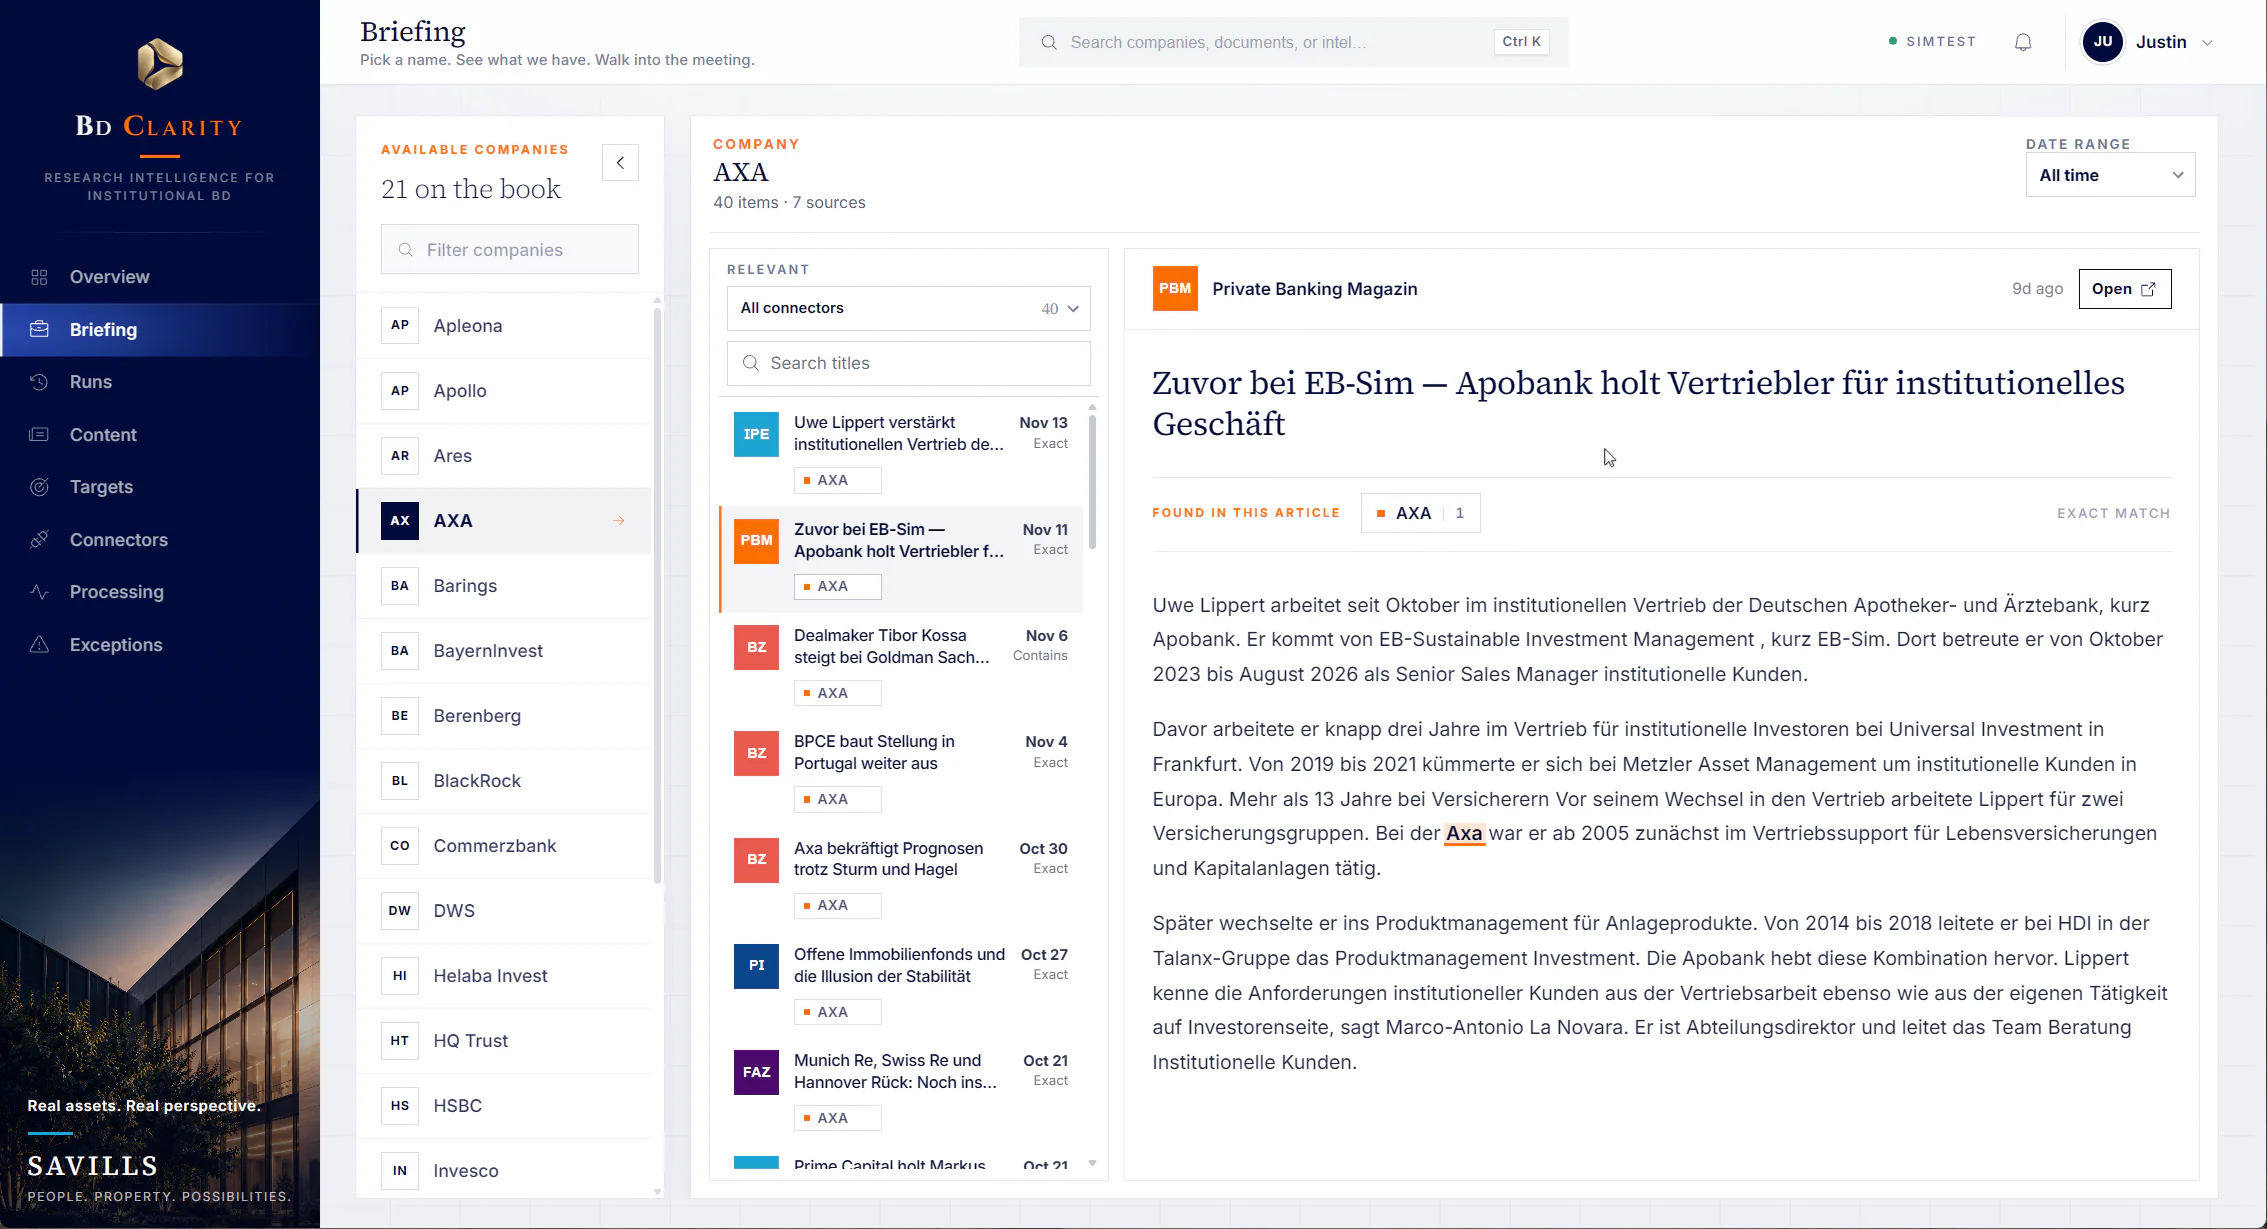 BD CLARITY
RESEARCH INTELLIGENCE FOR
INSTITUTIONAL BD
Overview
Briefing
Runs
Content
Targets
Connectors
Processing
Exceptions
Real assets. Real perspective.
SAVILLS
PEOPLE. PROPERTY. POSSIBILITIES.
Briefing
Pick a name. See what we have. Walk into the meeting.
Search companies, documents, or intel…
Ctrl K
SIMTEST
JU
Justin
AVAILABLE COMPANIES
21 on the book
Filter companies
AP Apleona
AP Apollo
AR Ares
AX AXA
BA Barings
BA BayernInvest
BE Berenberg
BL BlackRock
CO Commerzbank
DW DWS
HI Helaba Invest
HT HQ Trust
HS HSBC
IN Invesco
COMPANY
AXA
40 items · 7 sources
DATE RANGE
All time
RELEVANT
All connectors 40
Search titles
IPE
Uwe Lippert verstärkt Nov 13
institutionellen Vertrieb de... Exact
AXA
PBM
Zuvor bei EB-Sim — Nov 11
Apobank holt Vertriebler f... Exact
AXA
BZ
Dealmaker Tibor Kossa Nov 6
steigt bei Goldman Sach... Contains
AXA
BZ
BPCE baut Stellung in Nov 4
Portugal weiter aus Exact
AXA
BZ
Axa bekräftigt Prognosen Oct 30
trotz Sturm und Hagel Exact
AXA
PI
Offene Immobilienfonds und Oct 27
die Illusion der Stabilität Exact
AXA
FAZ
Munich Re, Swiss Re und Oct 21
Hannover Rück: Noch ins... Exact
AXA
Prime Capital holt Markus Oct 21
PBM Private Banking Magazin
9d ago
Open
Zuvor bei EB-Sim — Apobank holt Vertriebler für institutionelles
Geschäft
FOUND IN THIS ARTICLE AXA 1
EXACT MATCH
Uwe Lippert arbeitet seit Oktober im institutionellen Vertrieb der Deutschen Apotheker- und Ärztebank, kurz
Apobank. Er kommt von EB-Sustainable Investment Management , kurz EB-Sim. Dort betreute er von Oktober
2023 bis August 2026 als Senior Sales Manager institutionelle Kunden.
Davor arbeitete er knapp drei Jahre im Vertrieb für institutionelle Investoren bei Universal Investment in
Frankfurt. Von 2019 bis 2021 kümmerte er sich bei Metzler Asset Management um institutionelle Kunden in
Europa. Mehr als 13 Jahre bei Versicherern Vor seinem Wechsel in den Vertrieb arbeitete Lippert für zwei
Versicherungsgruppen. Bei der Axa war er ab 2005 zunächst im Vertriebssupport für Lebensversicherungen
und Kapitalanlagen tätig.
Später wechselte er ins Produktmanagement für Anlageprodukte. Von 2014 bis 2018 leitete er bei HDI in der
Talanx-Gruppe das Produktmanagement Investment. Die Apobank hebt diese Kombination hervor. Lippert
kenne die Anforderungen institutioneller Kunden aus der Vertriebsarbeit ebenso wie aus der eigenen Tätigkeit
auf Investorenseite, sagt Marco-Antonio La Novara. Er ist Abteilungsdirektor und leitet das Team Beratung
Institutionelle Kunden.